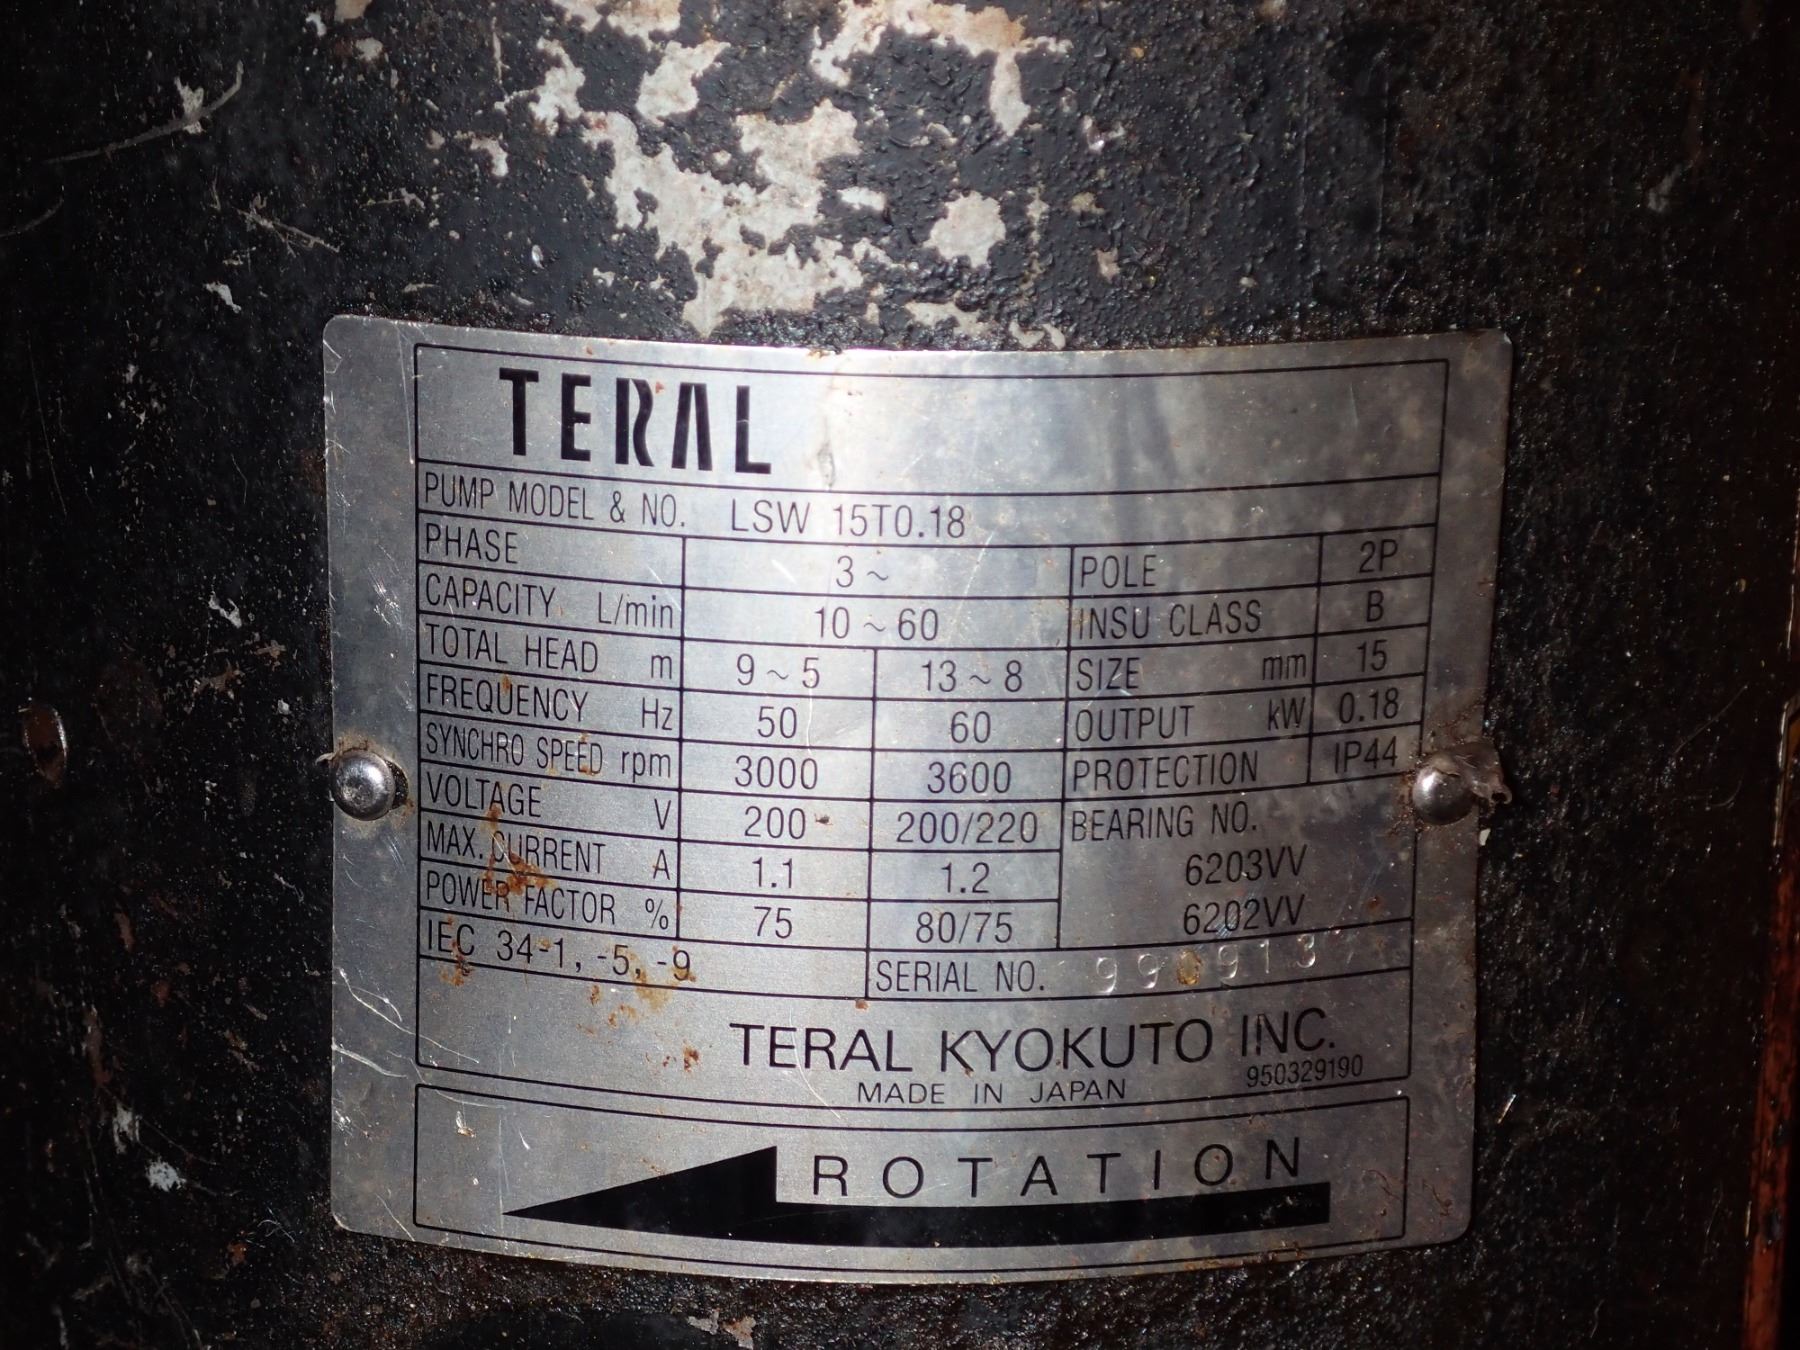 TERAL
PUMP MODEL & NO. LSW 15T0.18
PHASE 3~ POLE 2P
CAPACITY L/min 10~60 INSU CLASS B
TOTAL HEAD m 9~5 13~8 SIZE mm 15
FREQUENCY Hz 50 60 OUTPUT kW 0.18
SYNCHRO SPEED rpm 3000 3600 PROTECTION IP44
VOLTAGE V 200 200/220 BEARING NO.
MAX. CURRENT A 1.1 1.2 6203VV
POWER FACTOR % 75 80/75 6202VV
IEC 34-1, -5, -9 SERIAL NO.
TERAL KYOKUTO INC.
MADE IN JAPAN 950329190
ROTATION